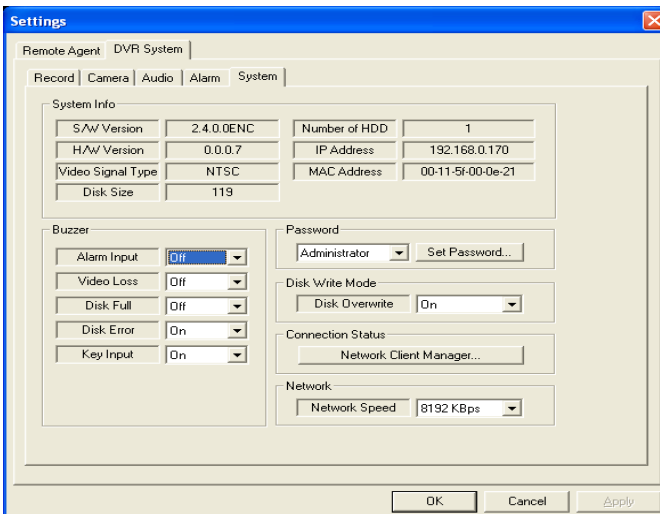 Settings
Remote Agent DVR System
Record Camera Audio Alarm System
System Info
S/W Version 2.4.0.0ENC Number of HDD 1
H/W Version 0.0.0.7 IP Address 192.168.0.170
Video Signal Type NTSC MAC Address 00-11-5f-00-0e-21
Disk Size 119
Buzzer
Alarm Input Off
Video Loss Off
Disk Full Off
Disk Error On
Key Input On
Password
Administrator Set Password...
Disk Write Mode
Disk Overwrite On
Connection Status
Network Client Manager...
Network
Network Speed 8192 KBps
OK Cancel Apply